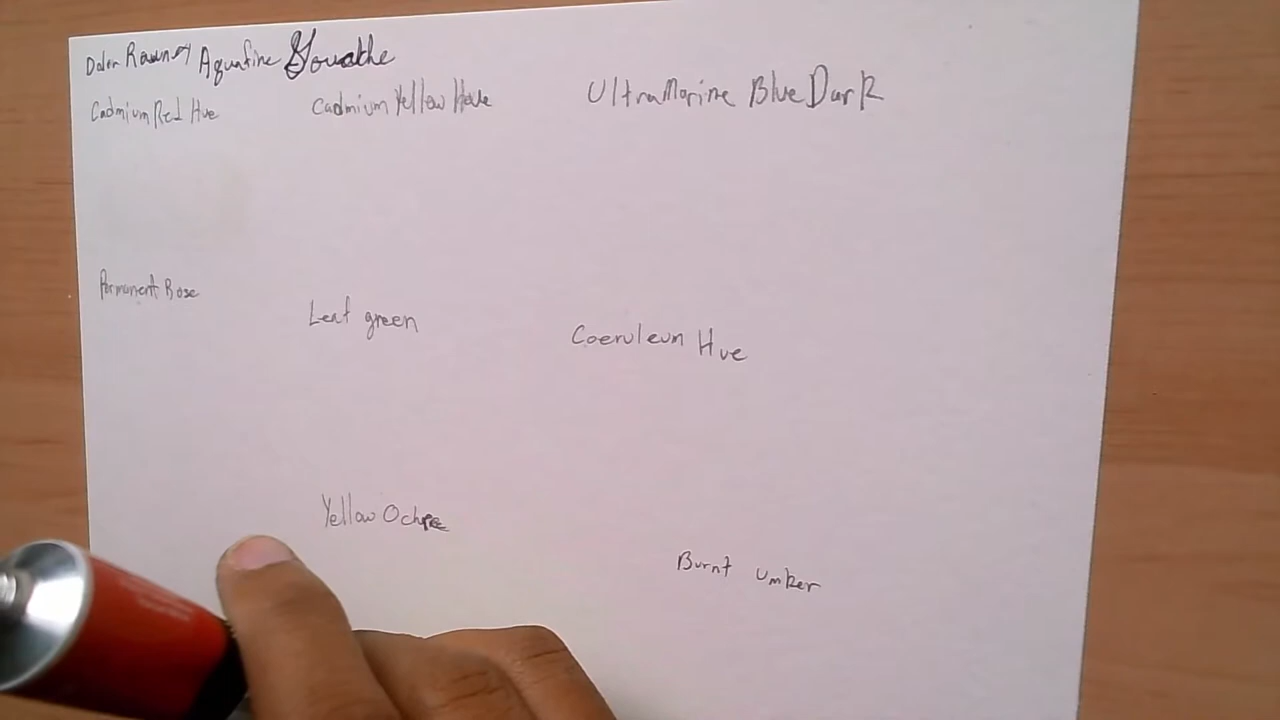 Daler Rowney Aquafine Gouache
Cadmium Red Hue
Cadmium Yellow Hue
UltraMarine Blue Dark
Permanent Rose
Leaf green
Coeruleun Hue
Yellow Ochre
Burnt Umber